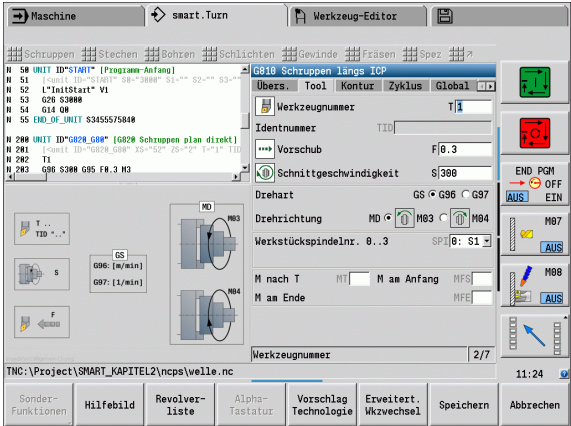 Maschine
smart.Turn
Werkzeug-Editor
Schruppen
Stechen
Bohren
Schlichten
Gewinde
Fräsen
Spez
N 50 UNIT ID"START" [Programm-Anfang]
N 51 [<unit ID="START" S0="3000" S1="" S2="" S3=""
N 52 L"InitStart" V1
N 53 G26 S3000
N 54 G14 Q0
N 55 END_OF_UNIT S3455575840
N 200 UNIT ID"G820_G80" [G820 Schruppen plan direkt]
N 201 [<unit ID="G820_G80" XS="52" ZS="2" T="1" TID
N 202 T1
N 203 G96 S300 G95 F0.3 M3
G810 Schruppen längs ICP
Übers. Tool Kontur Zyklus Global
Werkzeugnummer T 1
Identnummer TID
Vorschub F 0.3
Schnittgeschwindigkeit S 300
Drehart GS G96 G97
Drehrichtung MD M03 M04
Werkstückspindelnr. 0..3 SPI 0: S1
M nach T MT M am Anfang MFS
M am Ende MFE
Werkzeugnummer 2/7
T ..
TID ".."
S
F
GS
G96: [m/min]
G97: [1/min]
MD
M03
M04
END PGM
OFF
AUS EIN
M07
AUS
M08
AUS
TNC:\Project\SMART_KAPITEL2\ncps\welle.nc
11:24
Sonder-
Funktionen
Hilfebild
Revolver-
liste
Alpha-
Tastatur
Vorschlag
Technologie
Erweitert.
Wkzwechsel
Speichern
Abbrechen